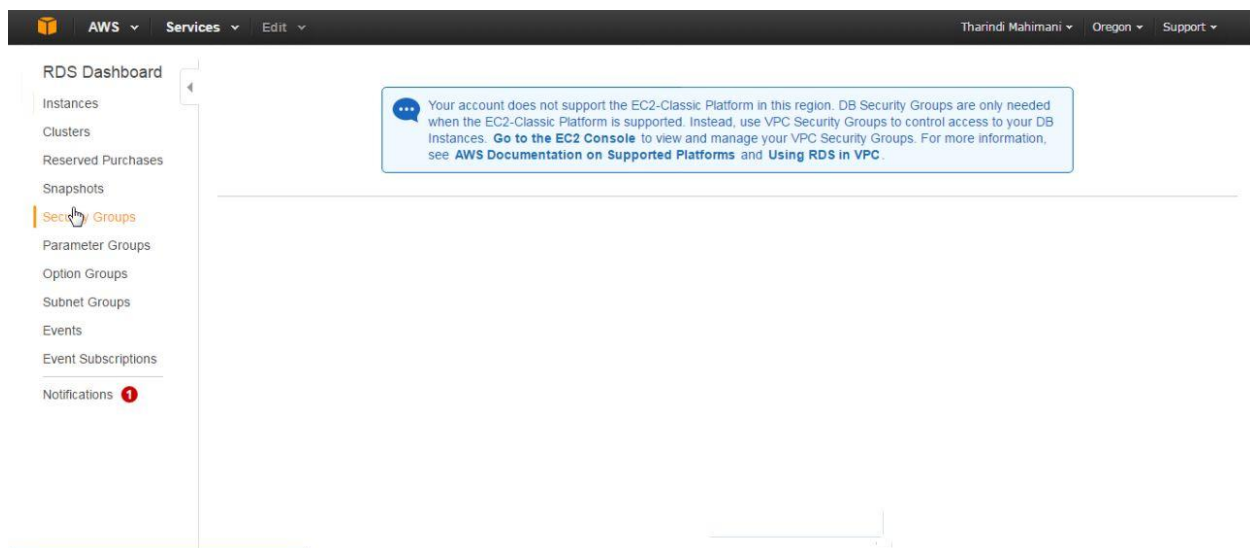 AWS Services Edit Tharindi Mahimani Oregon Support
RDS Dashboard
Instances
Clusters
Reserved Purchases
Snapshots
Security Groups
Parameter Groups
Option Groups
Subnet Groups
Events
Event Subscriptions
Notifications 1
Your account does not support the EC2-Classic Platform in this region. DB Security Groups are only needed
when the EC2-Classic Platform is supported. Instead, use VPC Security Groups to control access to your DB
Instances. Go to the EC2 Console to view and manage your VPC Security Groups. For more information,
see AWS Documentation on Supported Platforms and Using RDS in VPC.